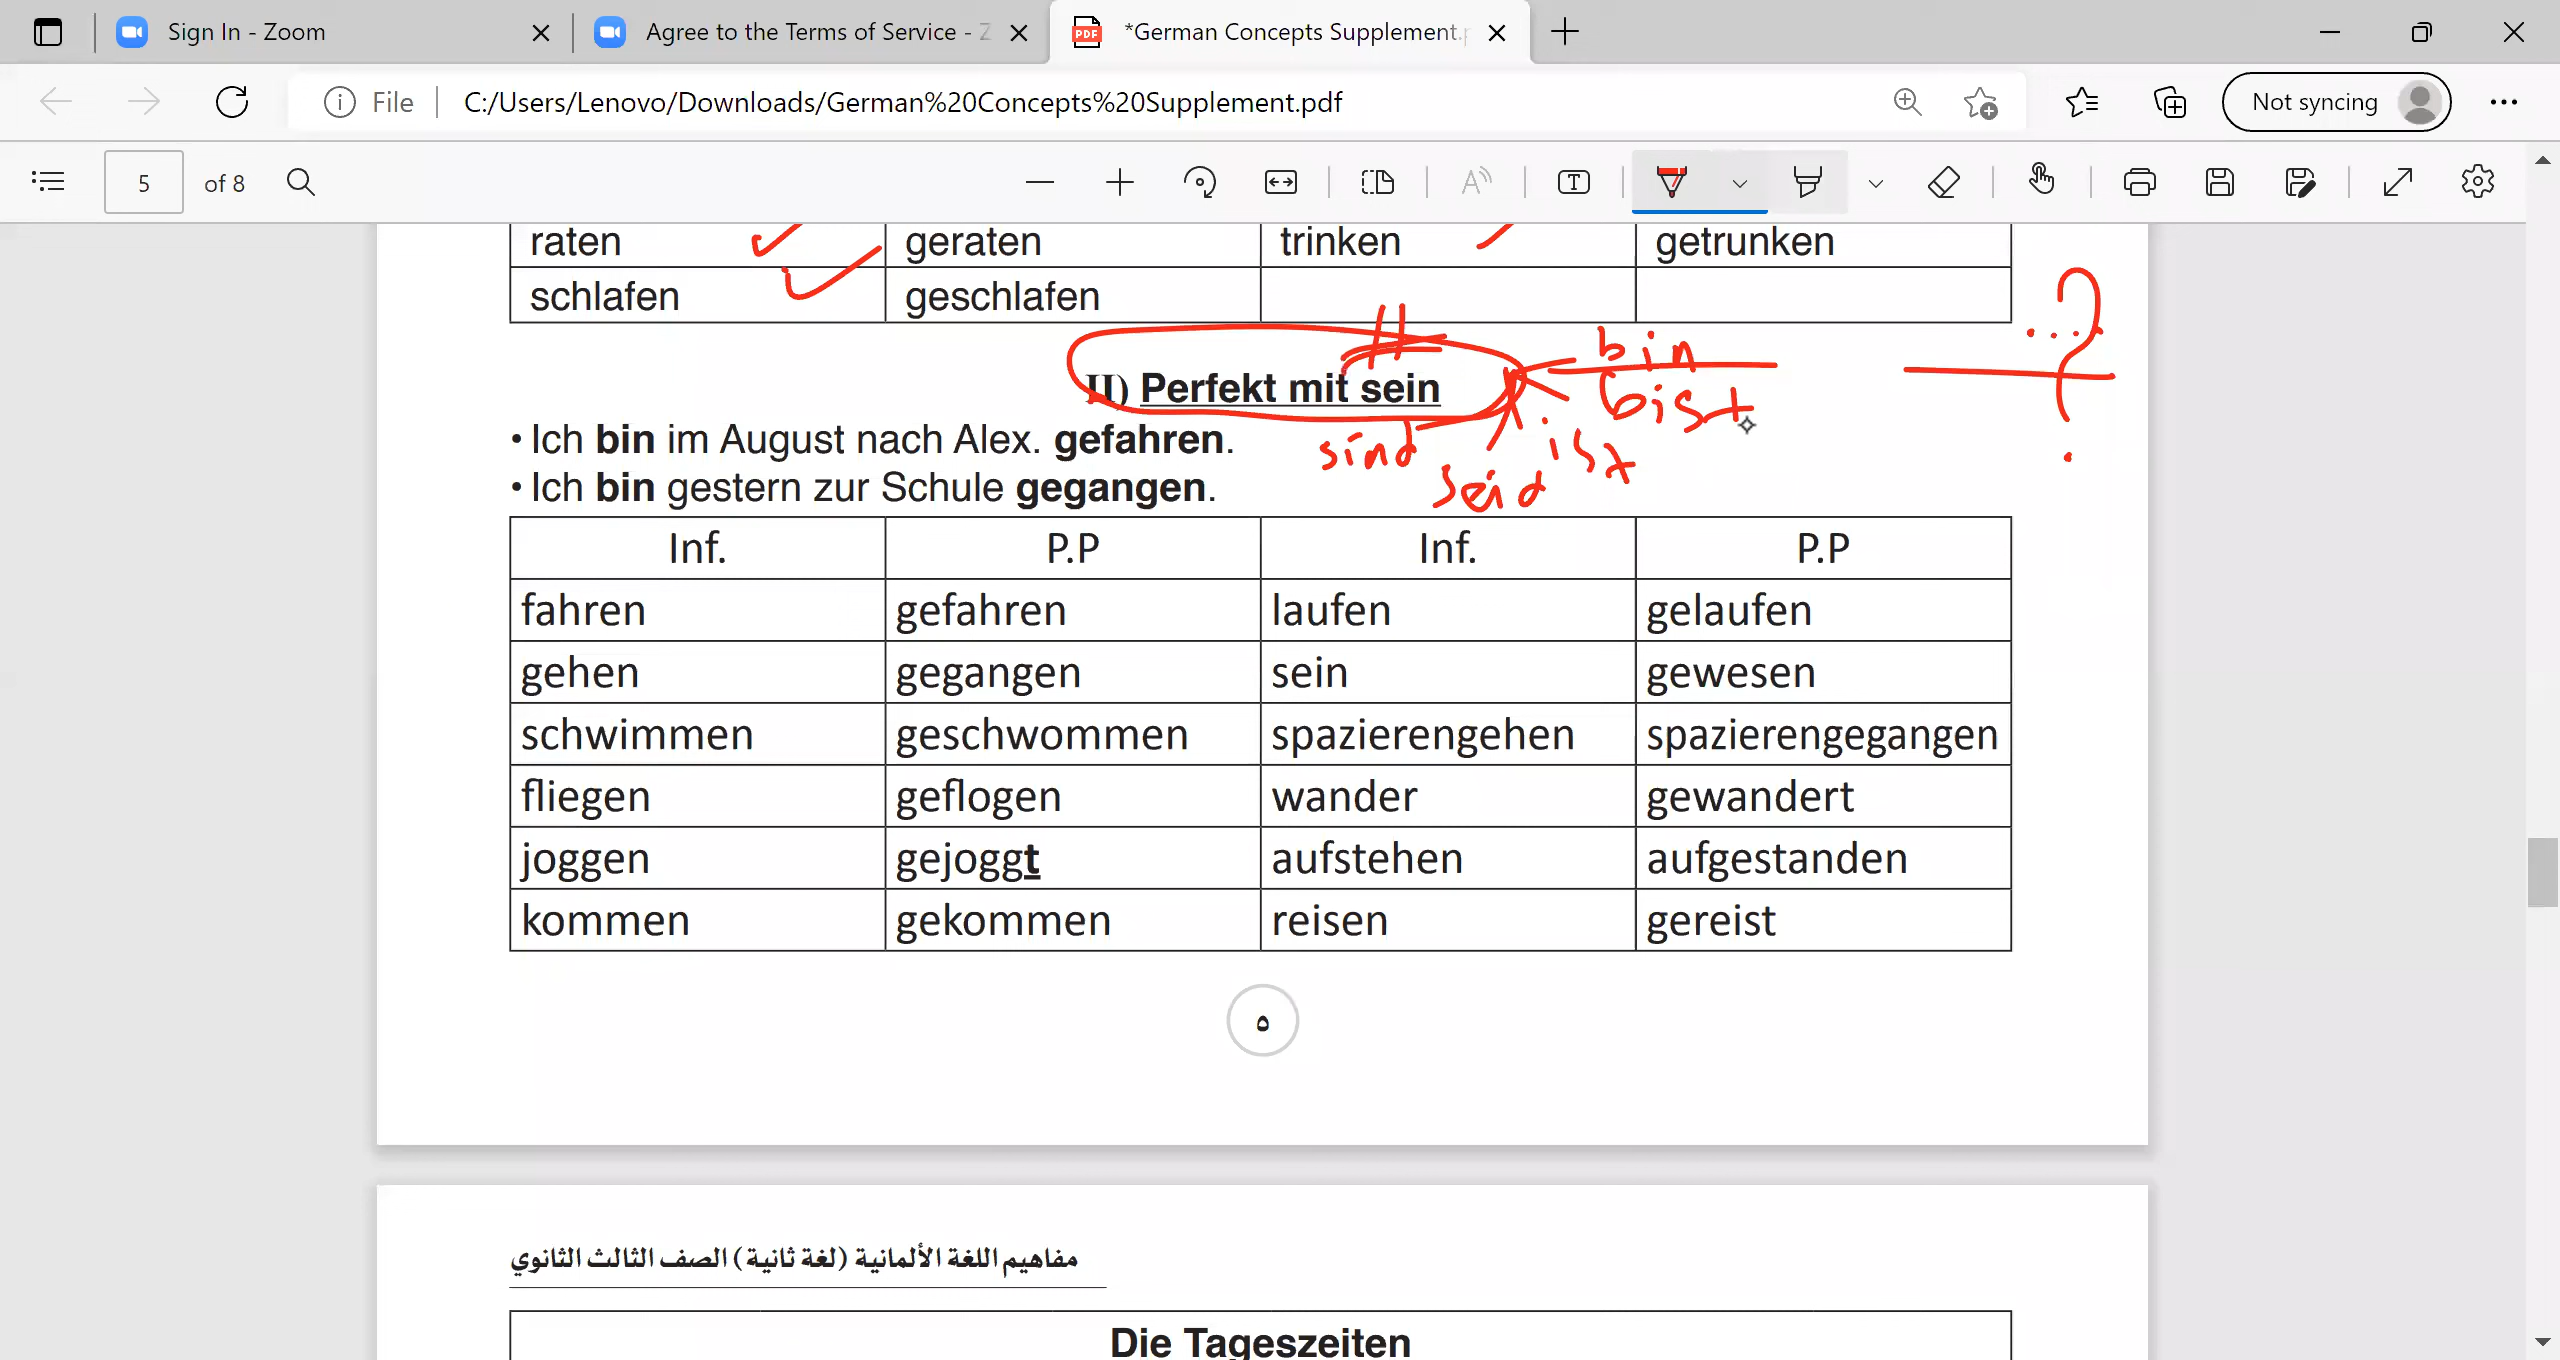 Sign In - Zoom
Agree to the Terms of Service - Z
*German Concepts Supplement.p
File
C:/Users/Lenovo/Downloads/German%20Concepts%20Supplement.pdf
Not syncing
5 of 8
raten geraten trinken getrunken
schlafen geschlafen
II) Perfekt mit sein
bin
bist
ist
seid
sind
?
• Ich bin im August nach Alex. gefahren.
• Ich bin gestern zur Schule gegangen.
Inf. P.P Inf. P.P
fahren gefahren laufen gelaufen
gehen gegangen sein gewesen
schwimmen geschwommen spazierengehen spazierengegangen
fliegen geflogen wander gewandert
joggen gejoggt aufstehen aufgestanden
kommen gekommen reisen gereist
٥
مفاهيم اللغة الألمانية (لغة ثانية) الصف الثالث الثانوي
Die Tageszeiten